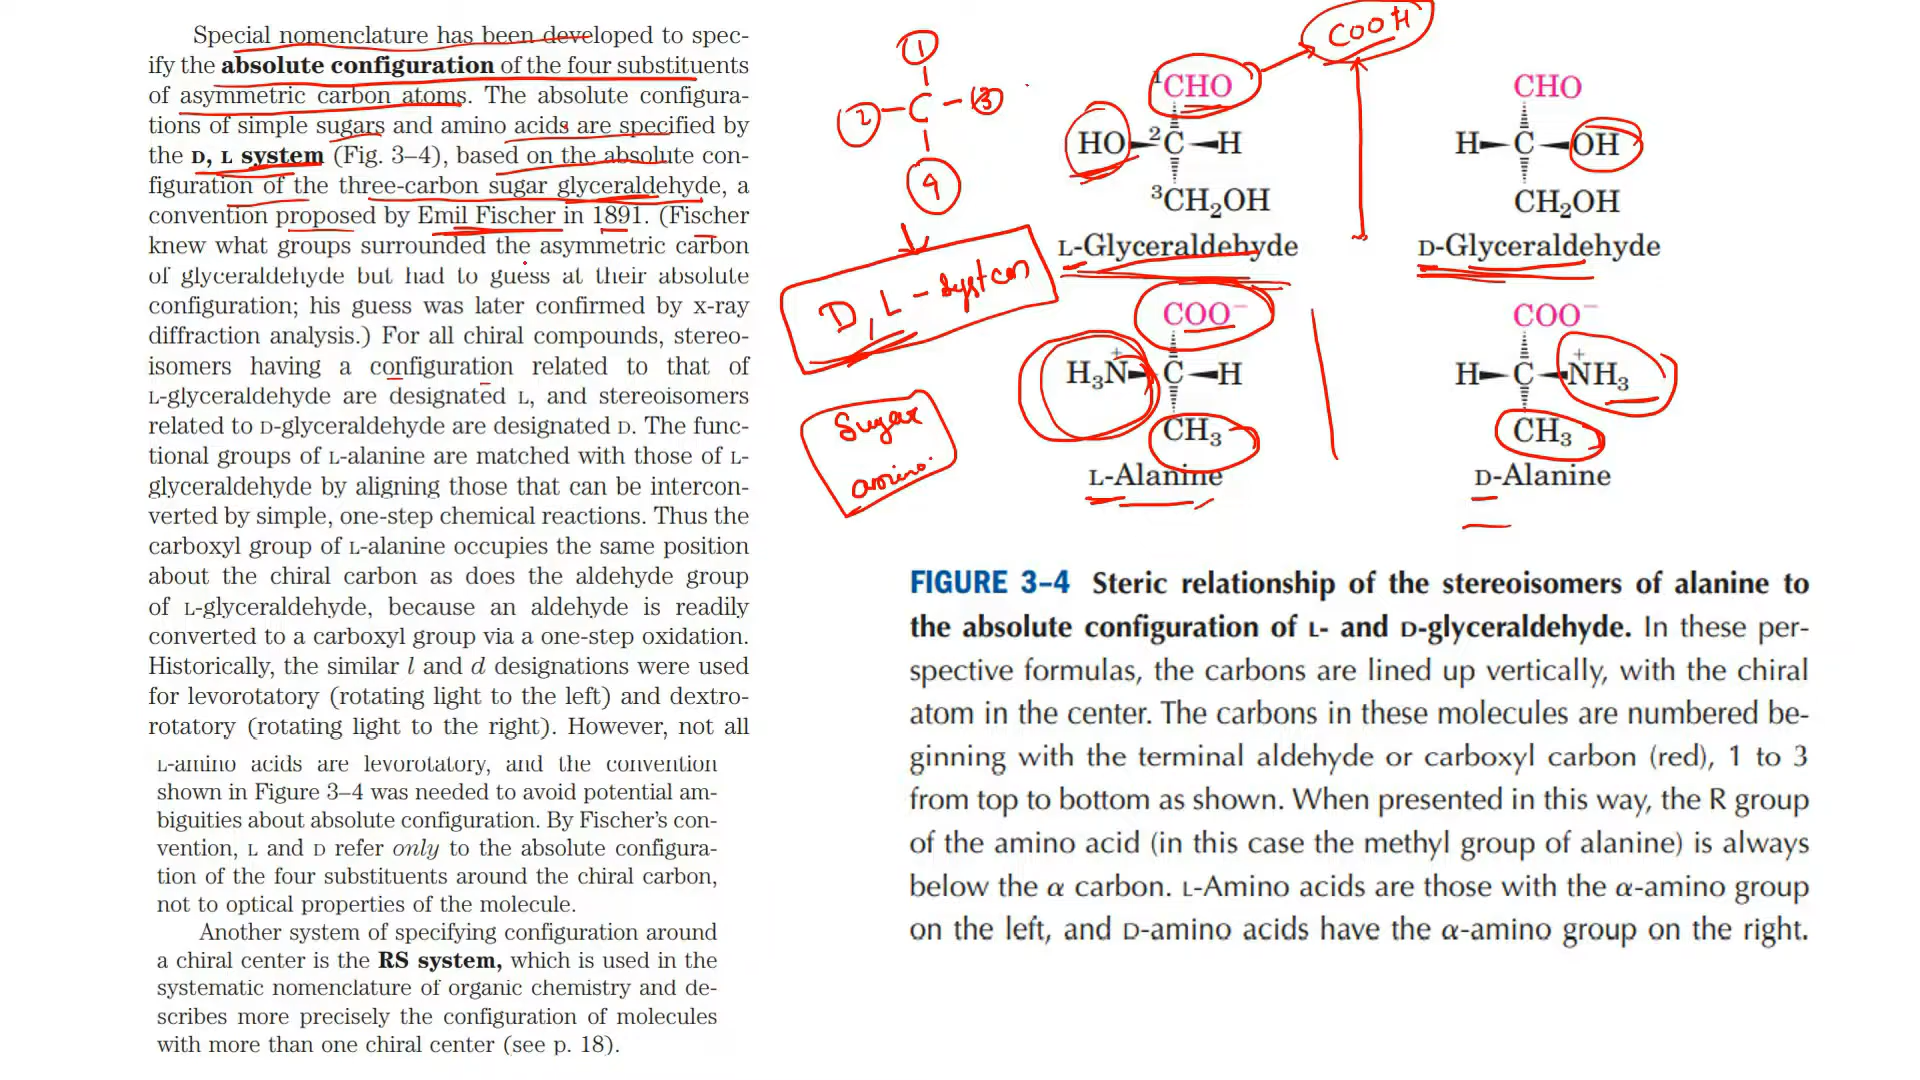 Special nomenclature has been developed to spec-
ify the absolute configuration of the four substituents
of asymmetric carbon atoms. The absolute configura-
tions of simple sugars and amino acids are specified by
the D, L system (Fig. 3–4), based on the absolute con-
figuration of the three-carbon sugar glyceraldehyde, a
convention proposed by Emil Fischer in 1891. (Fischer
knew what groups surrounded the asymmetric carbon
of glyceraldehyde but had to guess at their absolute
configuration; his guess was later confirmed by x-ray
diffraction analysis.) For all chiral compounds, stereo-
isomers having a configuration related to that of
L-glyceraldehyde are designated L, and stereoisomers
related to D-glyceraldehyde are designated D. The func-
tional groups of L-alanine are matched with those of L-
glyceraldehyde by aligning those that can be intercon-
verted by simple, one-step chemical reactions. Thus the
carboxyl group of L-alanine occupies the same position
about the chiral carbon as does the aldehyde group
of L-glyceraldehyde, because an aldehyde is readily
converted to a carboxyl group via a one-step oxidation.
Historically, the similar l and d designations were used
for levorotatory (rotating light to the left) and dextro-
rotatory (rotating light to the right). However, not all
L-amino acids are levorotatory, and the convention
shown in Figure 3–4 was needed to avoid potential am-
biguities about absolute configuration. By Fischer's con-
vention, L and D refer only to the absolute configura-
tion of the four substituents around the chiral carbon,
not to optical properties of the molecule.
Another system of specifying configuration around
a chiral center is the RS system, which is used in the
systematic nomenclature of organic chemistry and de-
scribes more precisely the configuration of molecules
with more than one chiral center (see p. 18).
1
2 C 3
4
D, L - System
Sugar
amino.
COOH
¹CHO
HO ²C H
³CH₂OH
L-Glyceraldehyde
CHO
H C OH
CH₂OH
D-Glyceraldehyde
COO⁻
H₃N⁺ C H
CH₃
L-Alanine
COO⁻
H C N⁺H₃
CH₃
D-Alanine
FIGURE 3–4 Steric relationship of the stereoisomers of alanine to
the absolute configuration of L- and D-glyceraldehyde. In these per-
spective formulas, the carbons are lined up vertically, with the chiral
atom in the center. The carbons in these molecules are numbered be-
ginning with the terminal aldehyde or carboxyl carbon (red), 1 to 3
from top to bottom as shown. When presented in this way, the R group
of the amino acid (in this case the methyl group of alanine) is always
below the α carbon. L-Amino acids are those with the α-amino group
on the left, and D-amino acids have the α-amino group on the right.